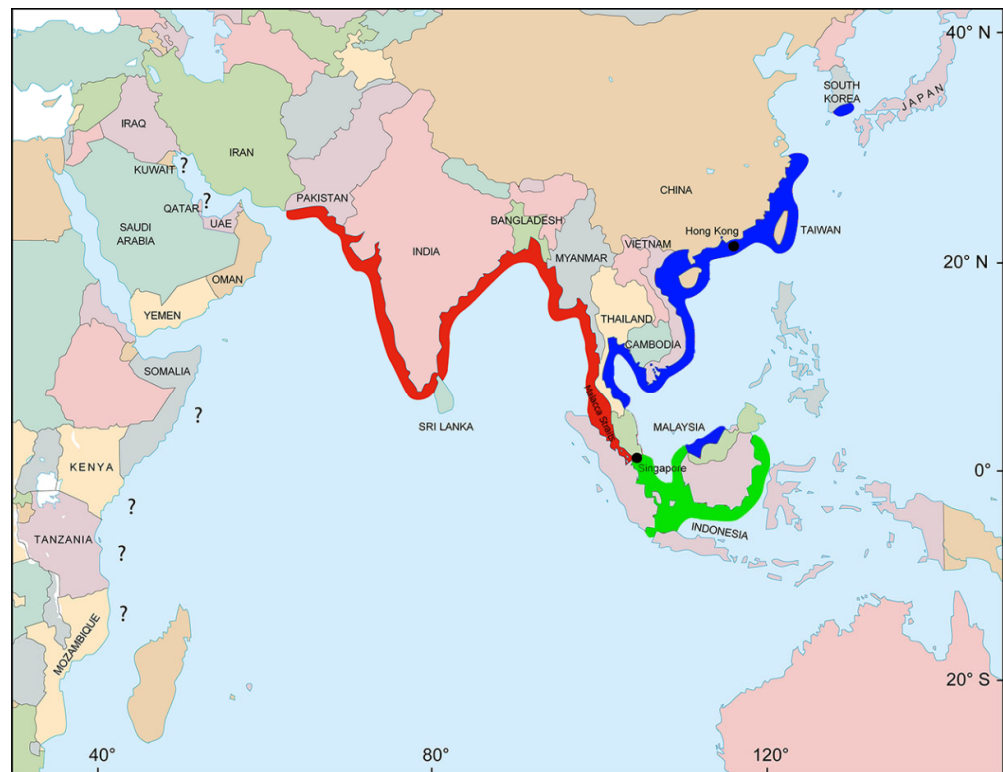 40° N
SOUTH
KOREA
JAPAN
IRAQ
IRAN
KUWAIT ?
CHINA
PAKISTAN
QATAR ?
UAE
BANGLADESH
Hong Kong
TAIWAN
SAUDI
ARABIA
INDIA
VIETNAM
MYANMAR
20° N
OMAN
YEMEN
THAILAND
CAMBODIA
SOMALIA
?
Malacca Straits
SRI LANKA
MALAYSIA
KENYA
Singapore
0°
?
TANZANIA
?
INDONESIA
?
MOZAMBIQUE
20° S
40°
80°
120°